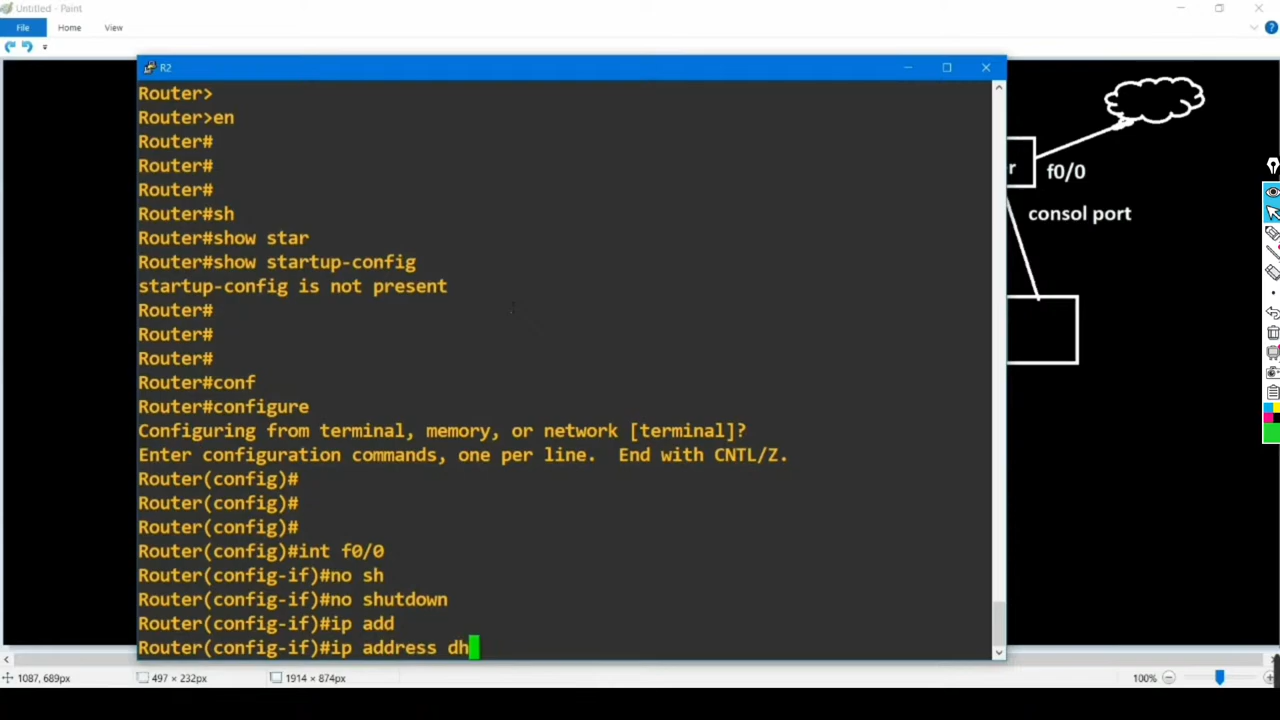 Untitled - Paint
File Home View
R2
Router>
Router>en
Router#
Router#
Router#
Router#sh
Router#show star
Router#show startup-config
startup-config is not present
Router#
Router#
Router#
Router#conf
Router#configure
Configuring from terminal, memory, or network [terminal]?
Enter configuration commands, one per line.  End with CNTL/Z.
Router(config)#
Router(config)#
Router(config)#
Router(config)#int f0/0
Router(config-if)#no sh
Router(config-if)#no shutdown
Router(config-if)#ip add
Router(config-if)#ip address dh
r
f0/0
consol port
1087, 689px
497 × 232px
1914 × 874px
100%